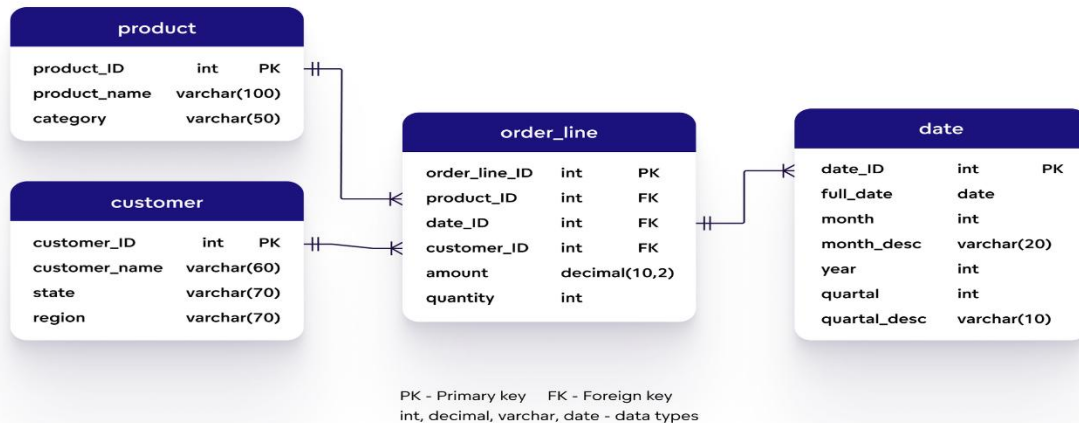 product
product_ID int PK
product_name varchar(100)
category varchar(50)
customer
customer_ID int PK
customer_name varchar(60)
state varchar(70)
region varchar(70)
order_line
order_line_ID int PK
product_ID int FK
date_ID int FK
customer_ID int FK
amount decimal(10,2)
quantity int
date
date_ID int PK
full_date date
month int
month_desc varchar(20)
year int
quartal int
quartal_desc varchar(10)
PK - Primary key FK - Foreign key
int, decimal, varchar, date - data types